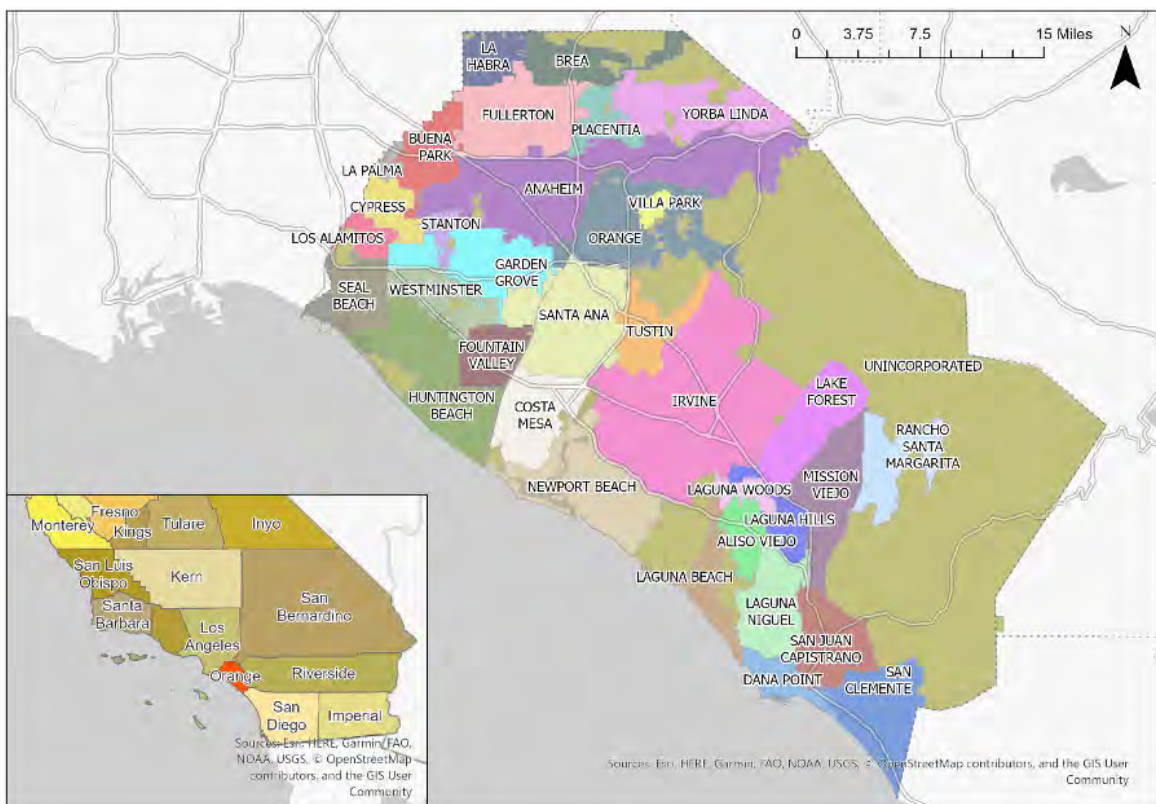 N
0 3.75 7.5 15 Miles
LA
HABRA
BREA
FULLERTON
PLACENTIA
YORBA LINDA
BUENA
PARK
LA PALMA
ANAHEIM
CYPRESS
VILLA PARK
STANTON
LOS ALAMITOS
ORANGE
GARDEN
GROVE
SEAL
BEACH
WESTMINSTER
SANTA ANA
TUSTIN
FOUNTAIN
VALLEY
UNINCORPORATED
LAKE
FOREST
HUNTINGTON
BEACH
COSTA
MESA
IRVINE
RANCHO
SANTA
MARGARITA
MISSION
VIEJO
NEWPORT BEACH
LAGUNA WOODS
LAGUNA HILLS
ALISO VIEJO
LAGUNA BEACH
LAGUNA
NIGUEL
SAN JUAN
CAPISTRANO
DANA POINT
SAN
CLEMENTE
Monterey
Fresno
Kings
Tulare
Inyo
San Luis
Obispo
Kern
Santa
Barbara
San
Bernardino
Los
Angeles
Orange
Riverside
San
Diego
Imperial
Sources: Esri, HERE, Garmin, FAO,
NOAA, USGS, © OpenStreetMap
contributors, and the GIS User
Community
Sources: Esri, HERE, Garmin, FAO, NOAA, USGS, © OpenStreetMap contributors, and the GIS User
Community